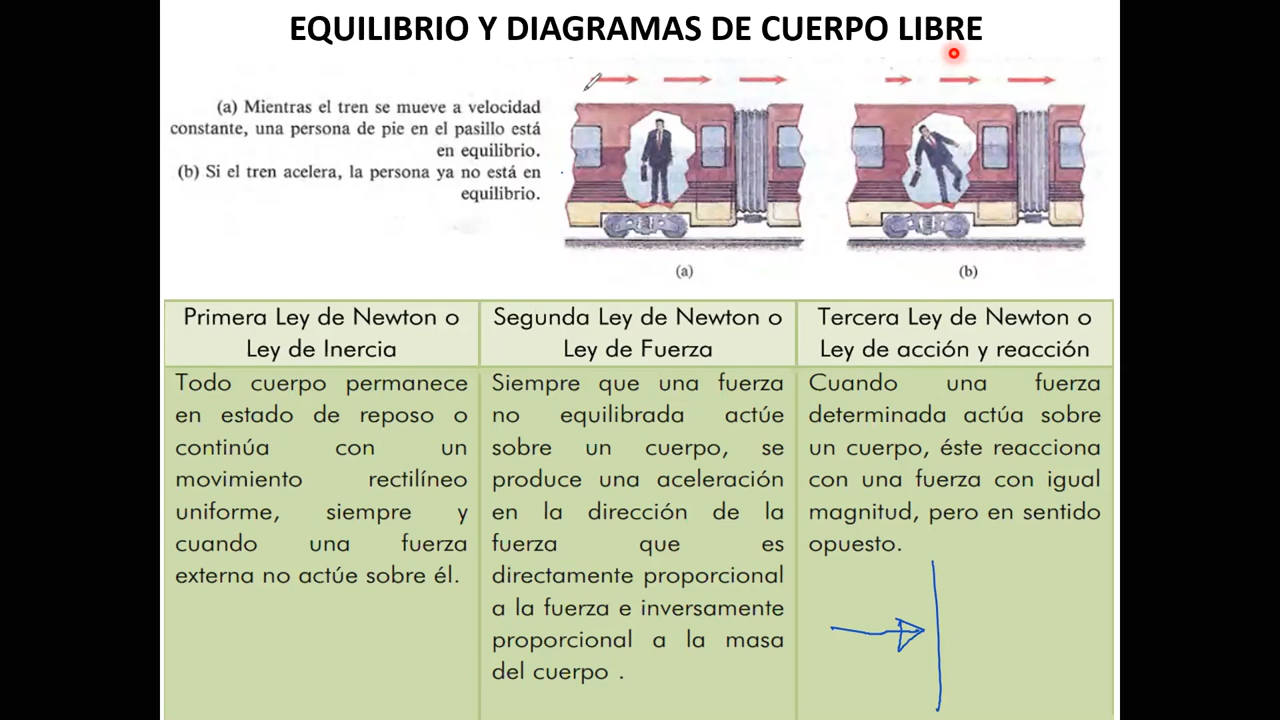 EQUILIBRIO Y DIAGRAMAS DE CUERPO LIBRE
(a) Mientras el tren se mueve a velocidad
constante, una persona de pie en el pasillo está
en equilibrio.
(b) Si el tren acelera, la persona ya no está en
equilibrio.
(a)
(b)
Primera Ley de Newton o
Ley de Inercia
Todo cuerpo permanece
en estado de reposo o
continúa con un
movimiento rectilíneo
uniforme, siempre y
cuando una fuerza
externa no actúe sobre él.
Segunda Ley de Newton o
Ley de Fuerza
Siempre que una fuerza
no equilibrada actúe
sobre un cuerpo, se
produce una aceleración
en la dirección de la
fuerza que es
directamente proporcional
a la fuerza e inversamente
proporcional a la masa
del cuerpo .
Tercera Ley de Newton o
Ley de acción y reacción
Cuando una fuerza
determinada actúa sobre
un cuerpo, éste reacciona
con una fuerza con igual
magnitud, pero en sentido
opuesto.